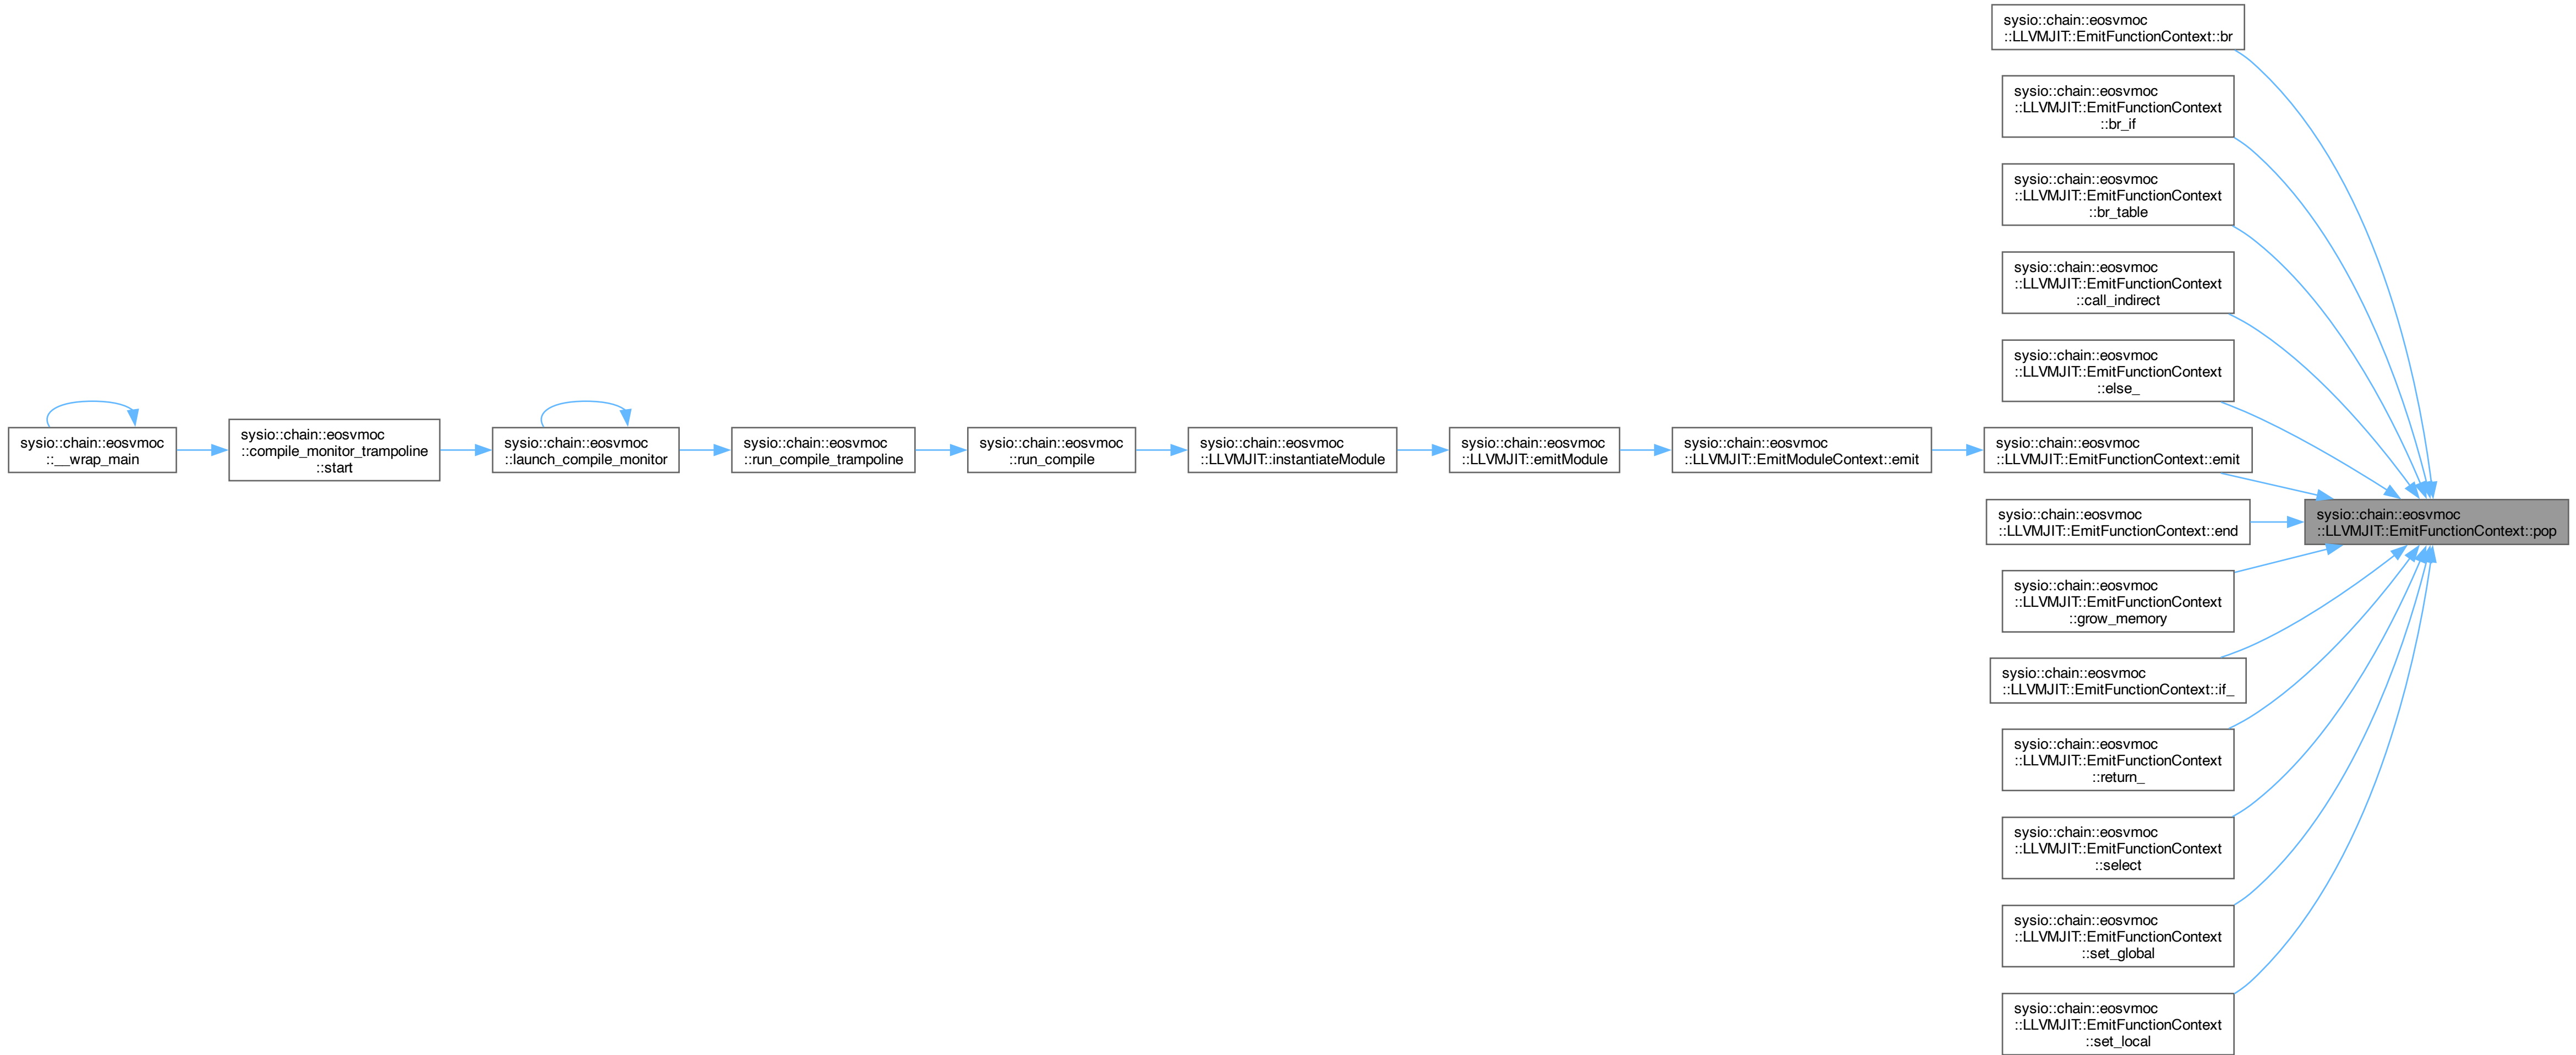 sysio::chain::eosvmoc
::LLVMJIT::EmitFunctionContext::br
sysio::chain::eosvmoc
::LLVMJIT::EmitFunctionContext
::br_if
sysio::chain::eosvmoc
::LLVMJIT::EmitFunctionContext
::br_table
sysio::chain::eosvmoc
::LLVMJIT::EmitFunctionContext
::call_indirect
sysio::chain::eosvmoc
::LLVMJIT::EmitFunctionContext
::else_
sysio::chain::eosvmoc
::__wrap_main
sysio::chain::eosvmoc
::compile_monitor_trampoline
::start
sysio::chain::eosvmoc
::launch_compile_monitor
sysio::chain::eosvmoc
::run_compile_trampoline
sysio::chain::eosvmoc
::run_compile
sysio::chain::eosvmoc
::LLVMJIT::instantiateModule
sysio::chain::eosvmoc
::LLVMJIT::emitModule
sysio::chain::eosvmoc
::LLVMJIT::EmitModuleContext::emit
sysio::chain::eosvmoc
::LLVMJIT::EmitFunctionContext::emit
sysio::chain::eosvmoc
::LLVMJIT::EmitFunctionContext::end
sysio::chain::eosvmoc
::LLVMJIT::EmitFunctionContext::pop
sysio::chain::eosvmoc
::LLVMJIT::EmitFunctionContext
::grow_memory
sysio::chain::eosvmoc
::LLVMJIT::EmitFunctionContext::if_
sysio::chain::eosvmoc
::LLVMJIT::EmitFunctionContext
::return_
sysio::chain::eosvmoc
::LLVMJIT::EmitFunctionContext
::select
sysio::chain::eosvmoc
::LLVMJIT::EmitFunctionContext
::set_global
sysio::chain::eosvmoc
::LLVMJIT::EmitFunctionContext
::set_local